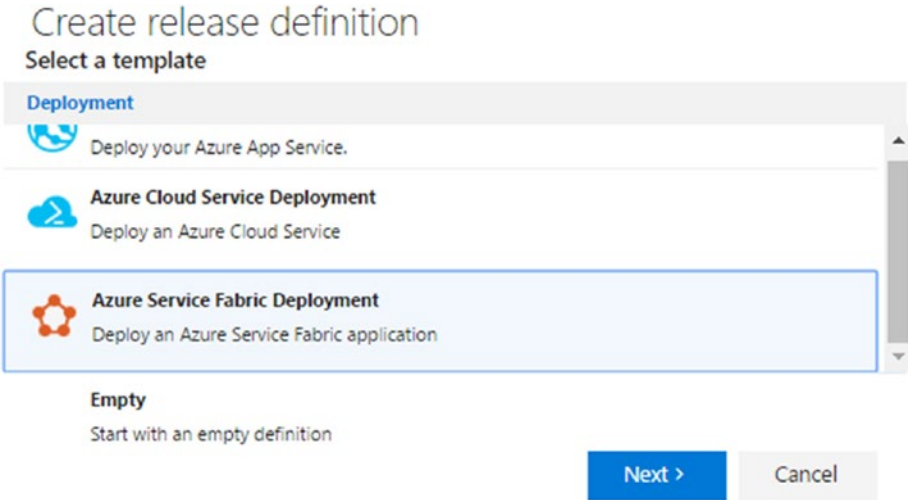 Create release definition
Select a template
Deployment
Deploy your Azure App Service.
Azure Cloud Service Deployment
Deploy an Azure Cloud Service
Azure Service Fabric Deployment
Deploy an Azure Service Fabric application
Empty
Start with an empty definition
Next >
Cancel